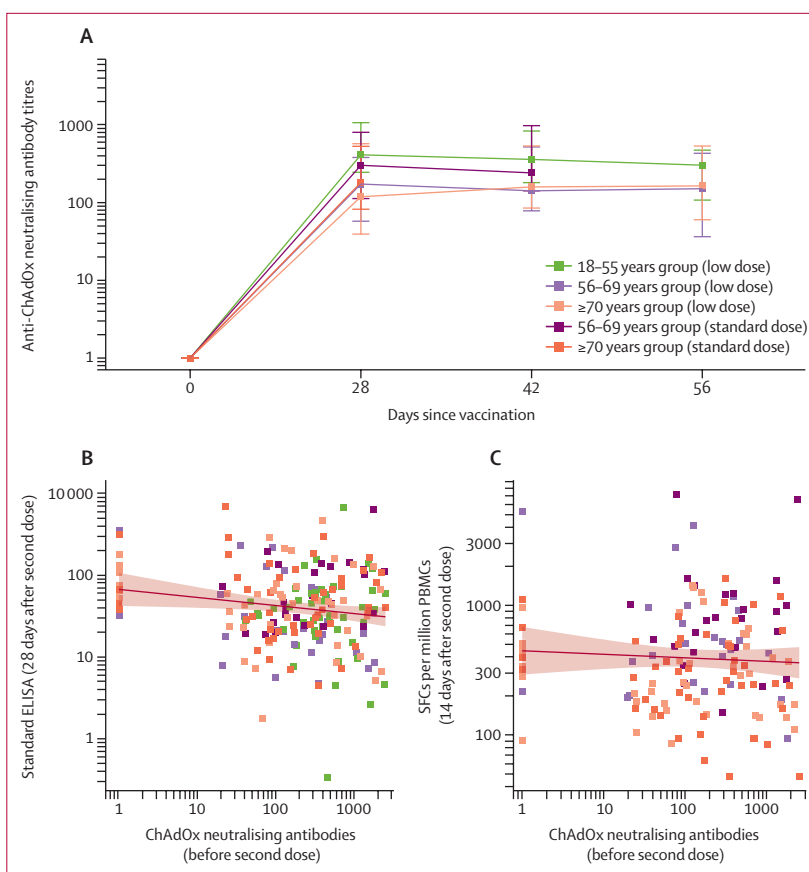 A
Anti-ChAdOx neutralising antibody titres
1000
100
10
1
0
28
42
56
Days since vaccination
18–55 years group (low dose)
56–69 years group (low dose)
≥70 years group (low dose)
56–69 years group (standard dose)
≥70 years group (standard dose)
B
Standard ELISA (28 days after second dose)
10 000
100
10
1
1
10
100
1000
ChAdOx neutralising antibodies
(before second dose)
C
SFCs per million PBMCs
(14 days after second dose)
3000
1000
300
100
1
10
100
1000
ChAdOx neutralising antibodies
(before second dose)